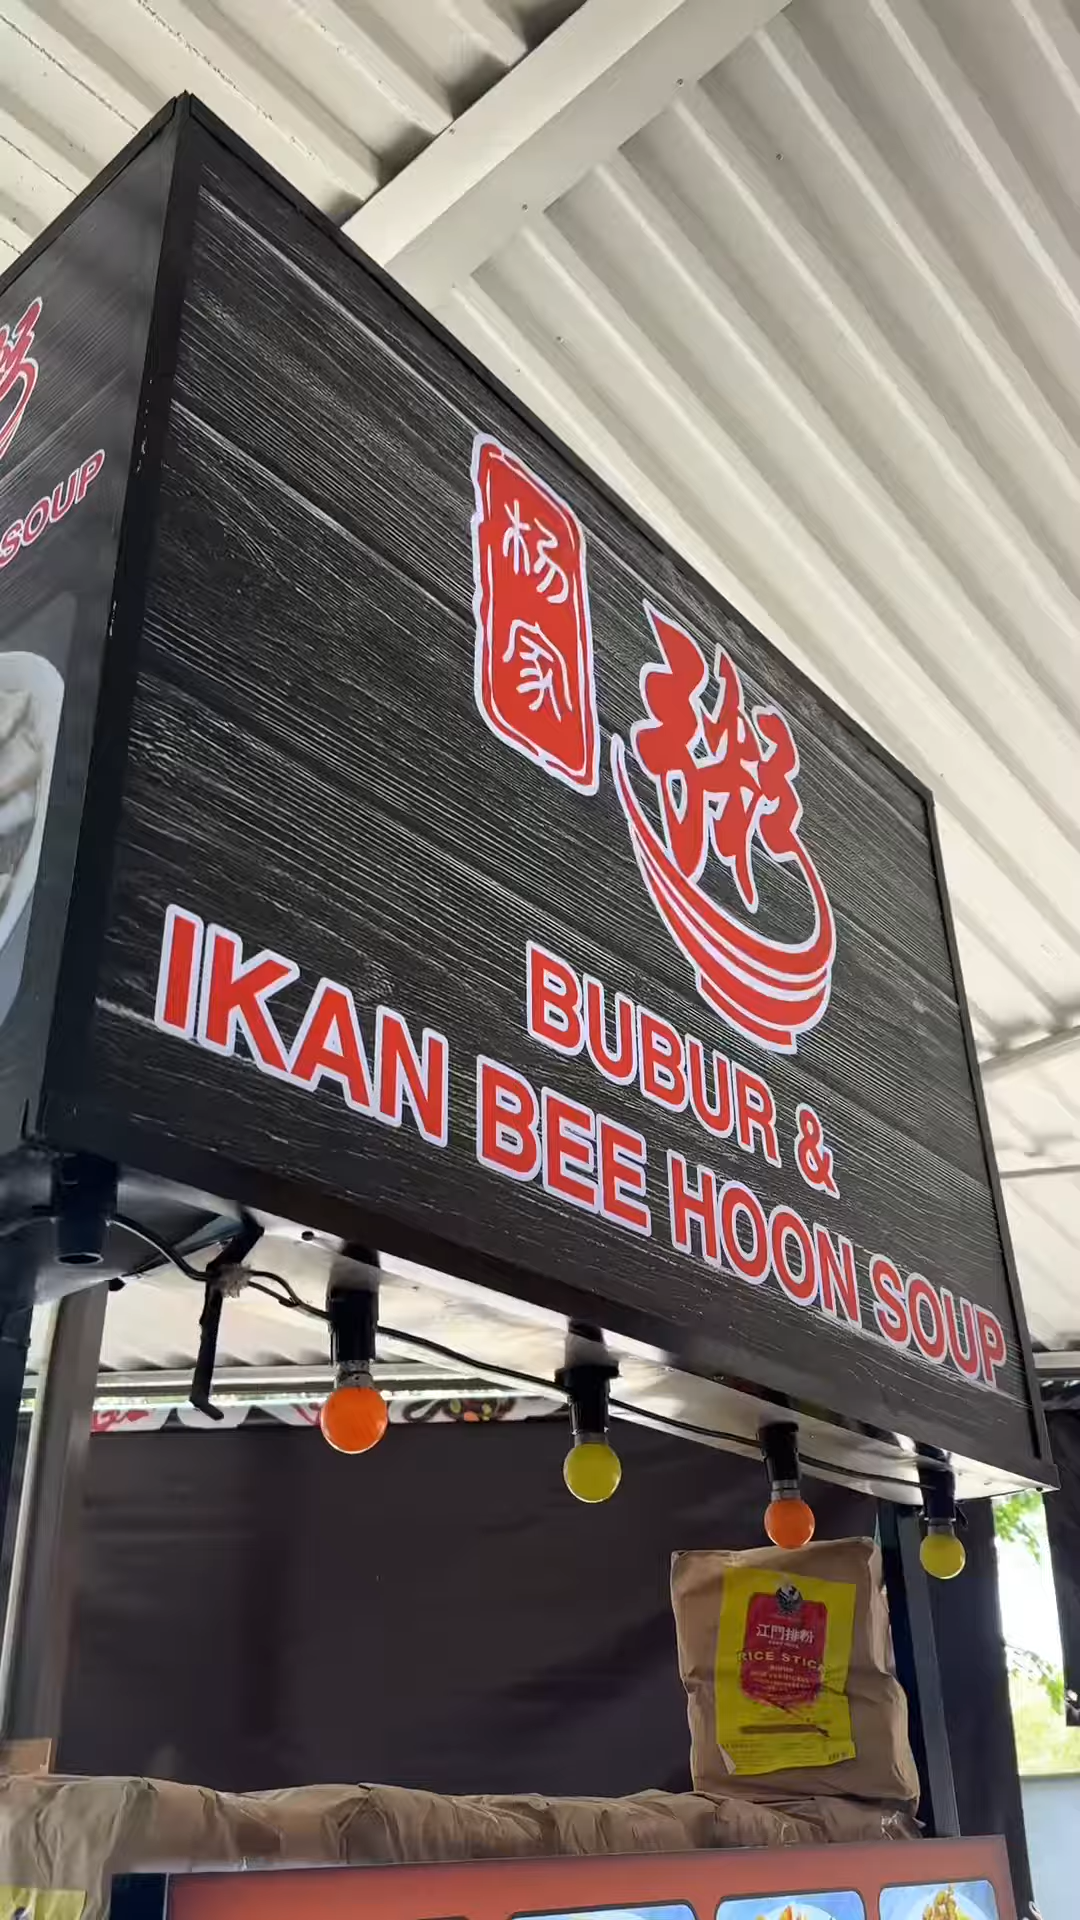 杨家
粥
BUBUR &
IKAN BEE HOON SOUP
SOUP
江門排粉
RICE STICK